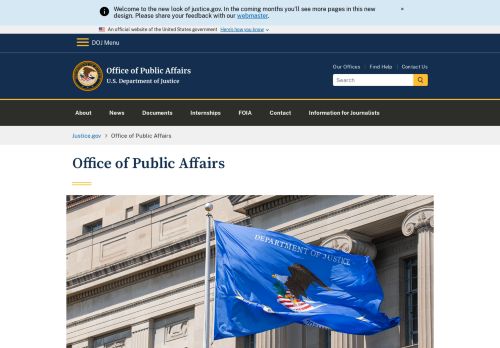 Welcome to the new look of justice.gov. In the coming months you'll see more pages in this new
design. Please share your feedback with our webmaster.
×
An official website of the United States government Here's how you know
DOJ Menu
Our Offices Find Help Contact Us
Office of Public Affairs
U.S. Department of Justice
Search
About News Documents Internships FOIA Contact Information for Journalists
Justice.gov > Office of Public Affairs
Office of Public Affairs
DEPARTMENT OF JUSTICE